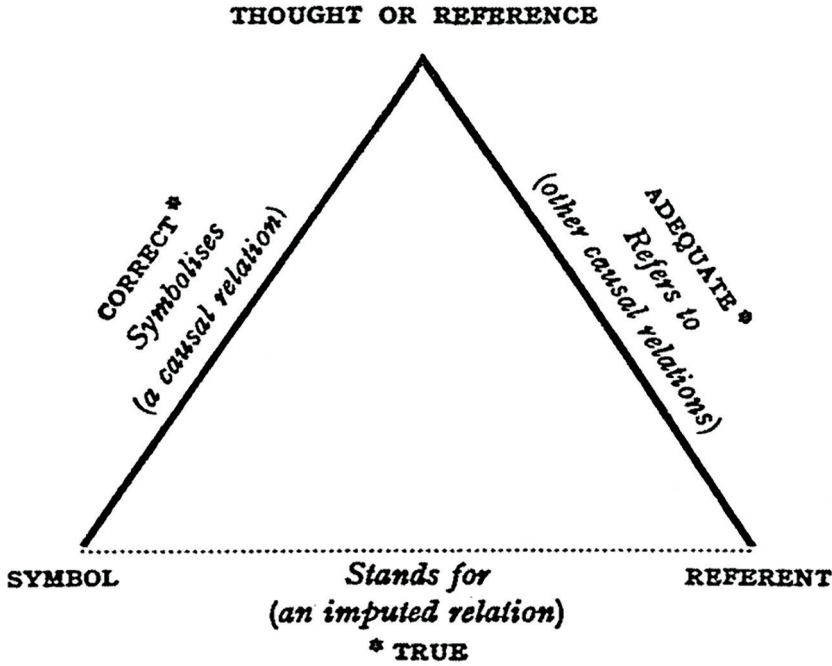 THOUGHT OR REFERENCE
CORRECT*
Symbolises
(a causal relation)
ADEQUATE*
Refers to
(other causal relations)
SYMBOL
Stands for
(an imputed relation)
* TRUE
REFERENT